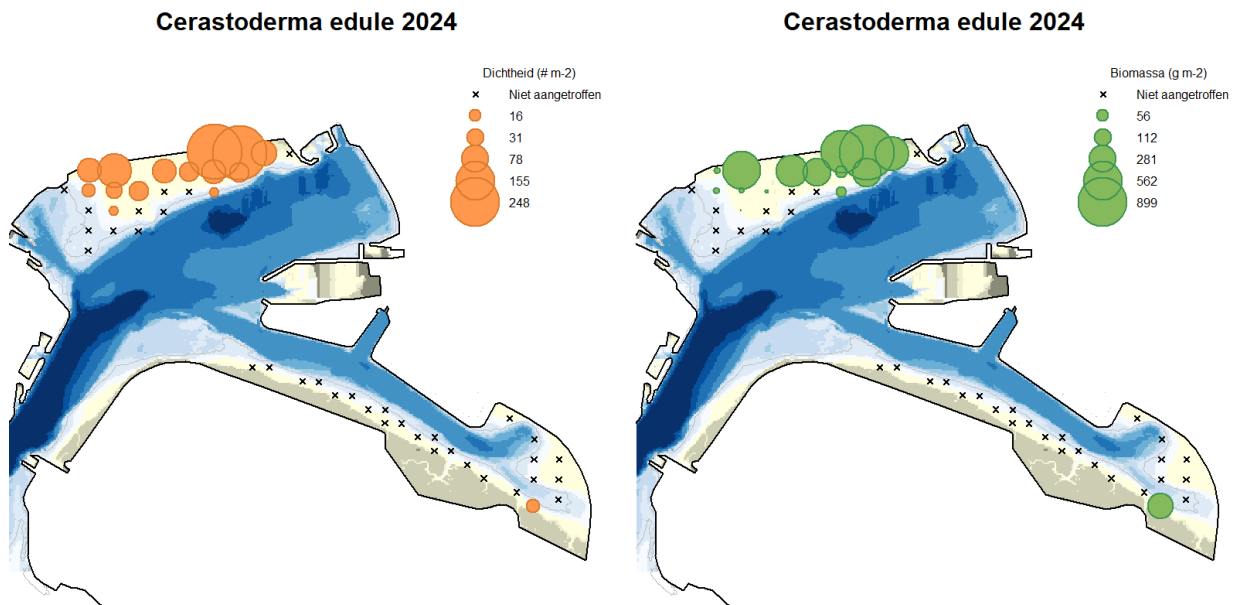 Cerastoderma edule 2024
Dichtheid (# m-2)
× Niet aangetroffen
16
31
78
155
248
Cerastoderma edule 2024
Biomassa (g m-2)
× Niet aangetroffen
56
112
281
562
899